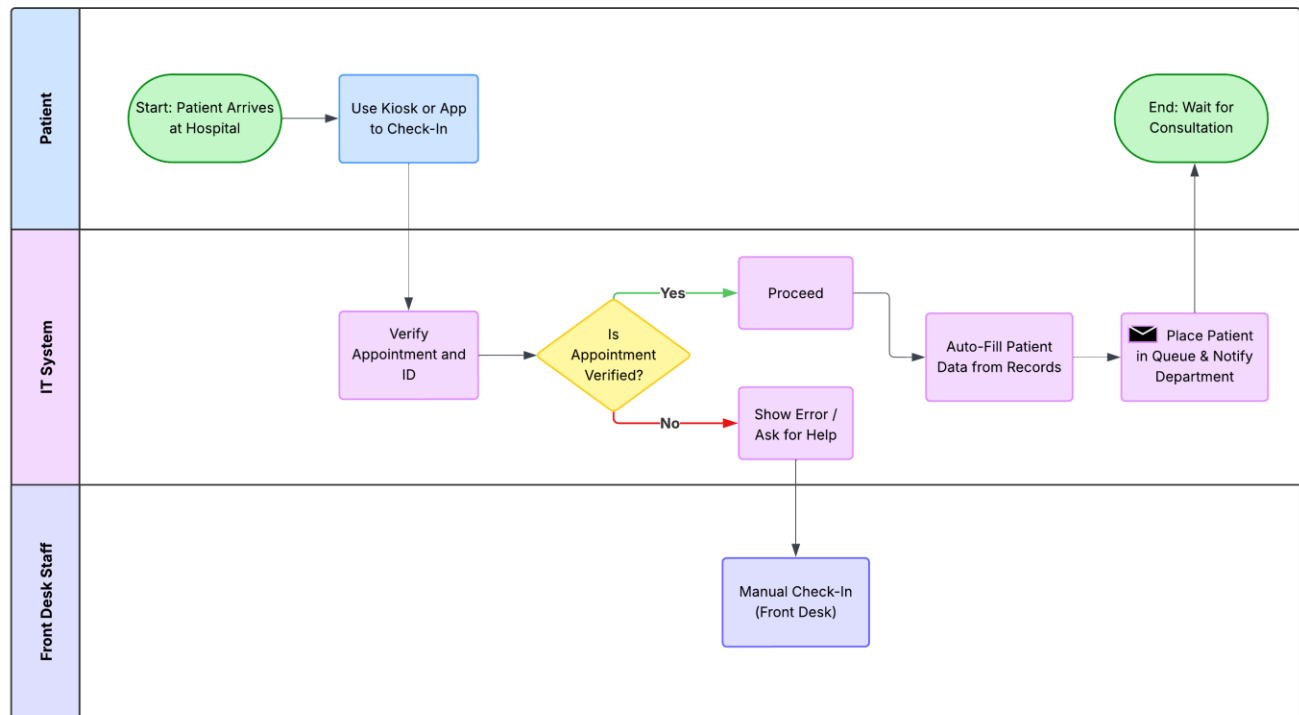 Patient
Start: Patient Arrives
at Hospital
Use Kiosk or App
to Check-In
End: Wait for
Consultation
IT System
Verify
Appointment and
ID
Is
Appointment
Verified?
Yes
No
Proceed
Show Error /
Ask for Help
Auto-Fill Patient
Data from Records
Place Patient
in Queue & Notify
Department
Front Desk Staff
Manual Check-In
(Front Desk)